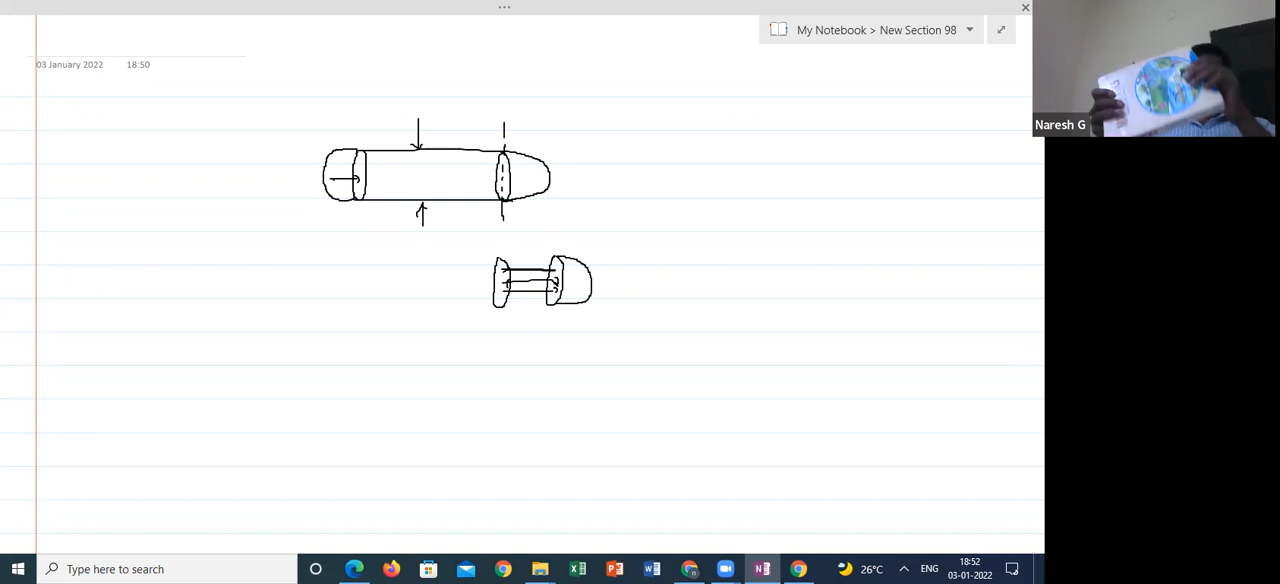 My Notebook > New Section 98
03 January 2022 18:50
Naresh G
Type here to search
26°C
ENG
18:52
03-01-2022